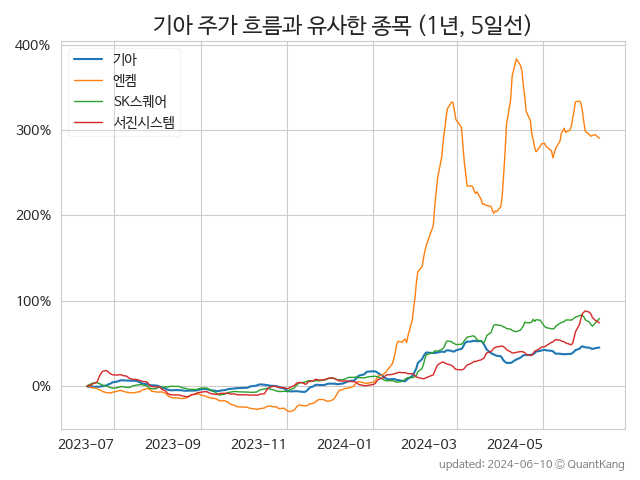 기아 주가 흐름과 유사한 종목 (1년, 5일선)
400%
300%
200%
100%
0%
기아
엔켐
SK스퀘어
서진시스템
2023-07 2023-09 2023-11 2024-01 2024-03 2024-05
updated: 2024-06-10 © QuantKang